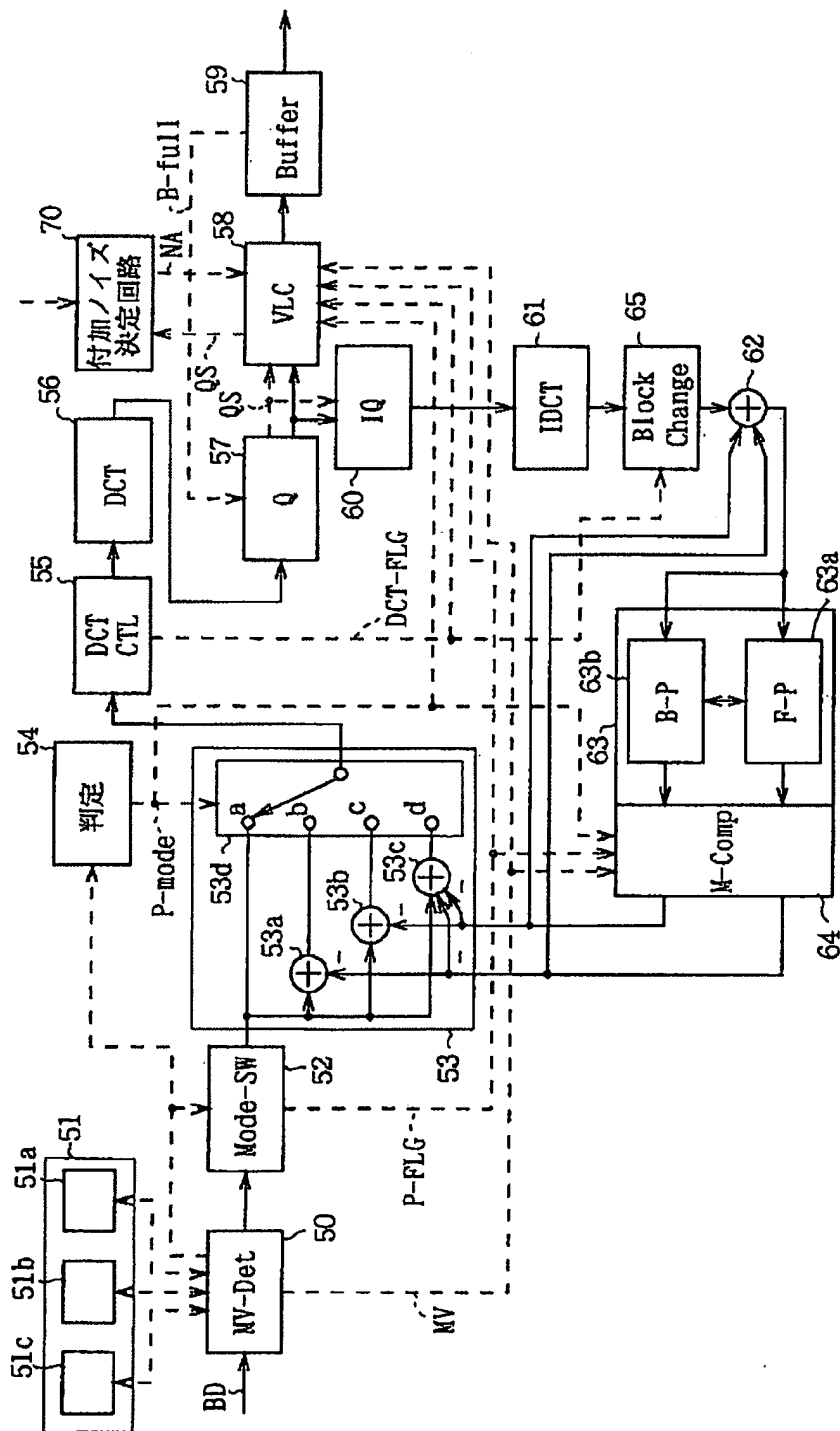 51
51a
51b
51c
BD
MV-Det
50
MV
Mode-SW
52
P-FLG
判定
54
P-mode
53
53a
53b
53c
53d
a
b
c
d
DCT
CTL
55
DCT-FLG
DCT
56
Q
57
QS
QS
付加ノイズ
決定回路
70
NA
B-full
VLC
58
Buffer
59
IQ
60
IDCT
61
Block
Change
65
62
63
B-P
63b
F-P
63a
M-Comp
64